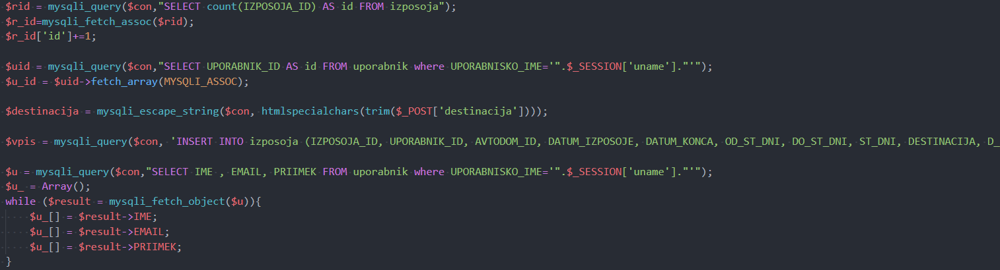 $rid = mysqli_query($con,"SELECT count(IZPOSOJA_ID) AS id FROM izposoja");
$r_id=mysqli_fetch_assoc($rid);
$r_id['id']+=1;
$uid = mysqli_query($con,"SELECT UPORABNIK_ID AS id FROM uporabnik where UPORABNISKO_IME='".$_SESSION['uname']."'");
$u_id = $uid->fetch_array(MYSQLI_ASSOC);
$destinacija = mysqli_escape_string($con, htmlspecialchars(trim($_POST['destinacija'])));
$vpis = mysqli_query($con, 'INSERT INTO izposoja (IZPOSOJA_ID, UPORABNIK_ID, AVTODOM_ID, DATUM_IZPOSOJE, DATUM_KONCA, OD_ST_DNI, DO_ST_DNI, ST_DNI, DESTINACIJA, D_
$u = mysqli_query($con,"SELECT IME , EMAIL, PRIIMEK FROM uporabnik where UPORABNISKO_IME='".$_SESSION['uname']."'");
$u_ = Array();
while ($result = mysqli_fetch_object($u)){
$u_[] = $result->IME;
$u_[] = $result->EMAIL;
$u_[] = $result->PRIIMEK;
}